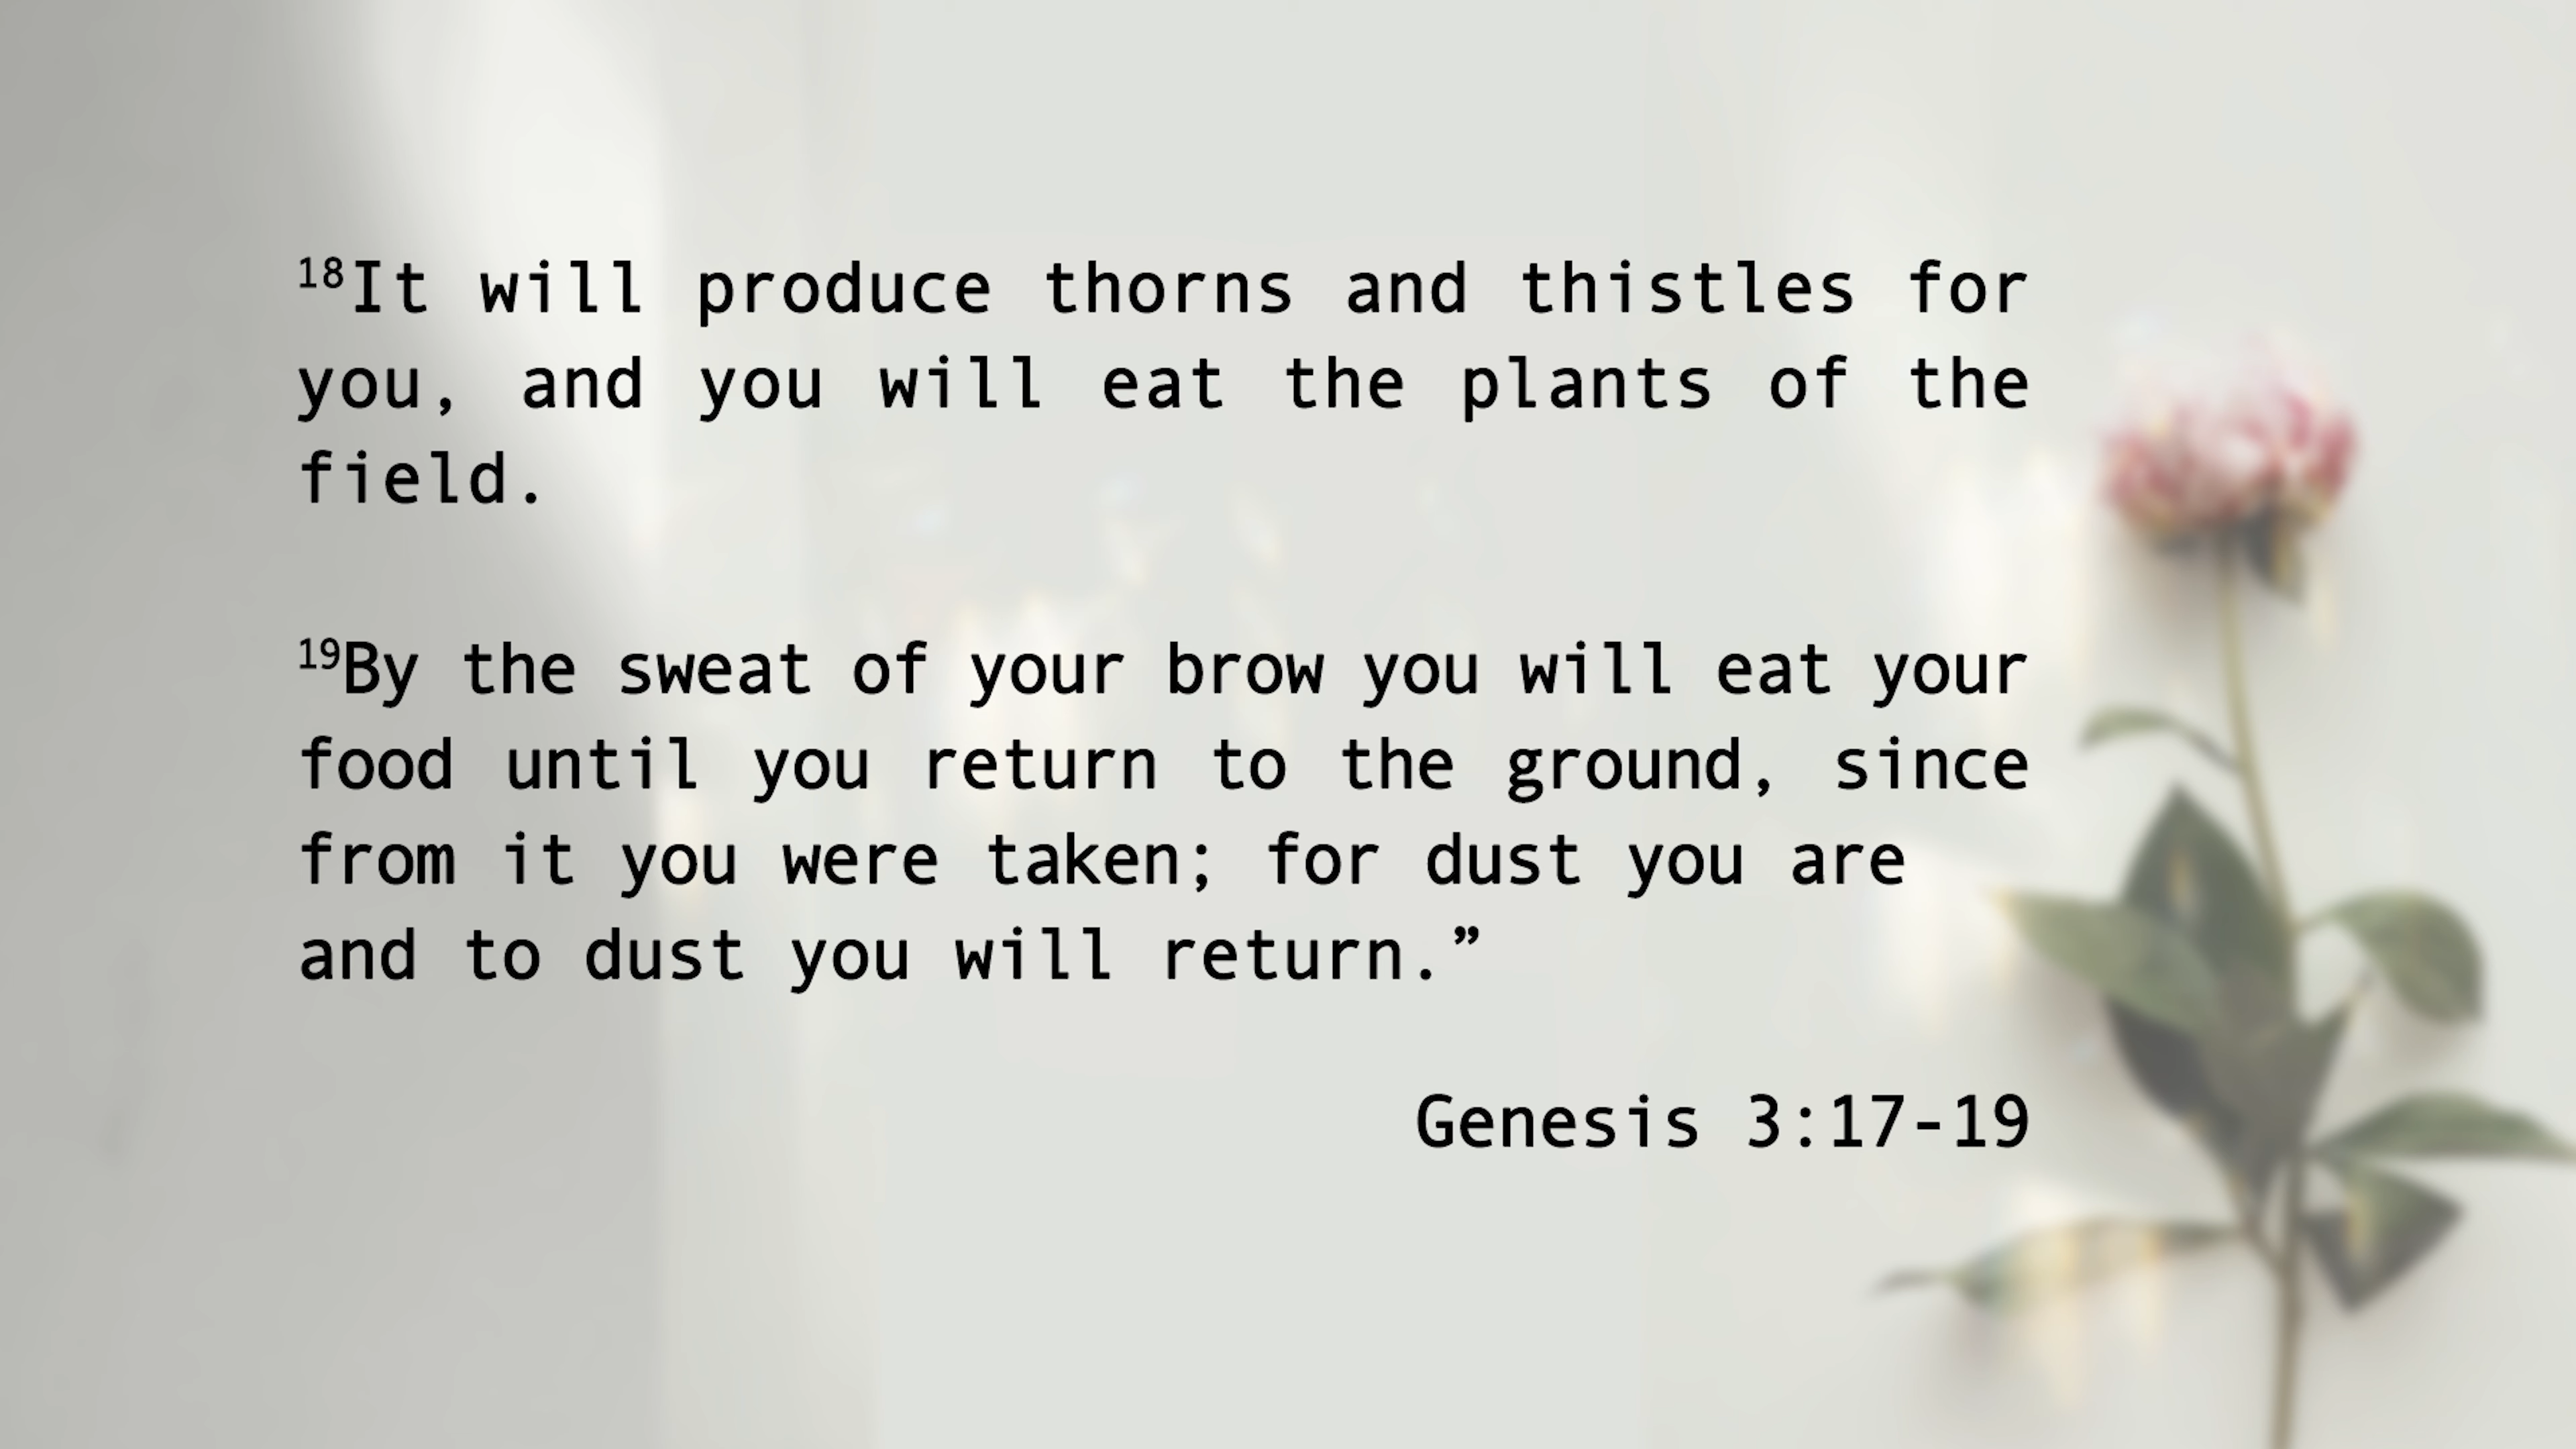 18It will produce thorns and thistles for
you, and you will eat the plants of the
field.
19By the sweat of your brow you will eat your
food until you return to the ground, since
from it you were taken; for dust you are
and to dust you will return.”
Genesis 3:17-19